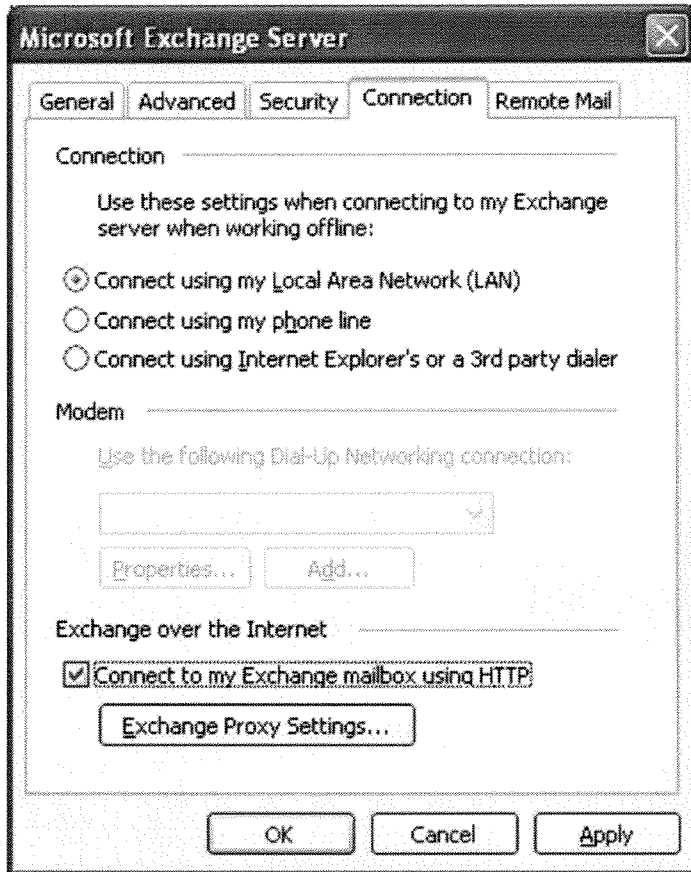 Microsoft Exchange Server
General Advanced Security Connection Remote Mail
Connection
Use these settings when connecting to my Exchange
server when working offline:
Connect using my Local Area Network (LAN)
Connect using my phone line
Connect using Internet Explorer's or a 3rd party dialer
Modem
Use the following Dial-Up Networking connection:
Properties... Add...
Exchange over the Internet
Connect to my Exchange mailbox using HTTP
Exchange Proxy Settings...
OK Cancel Apply